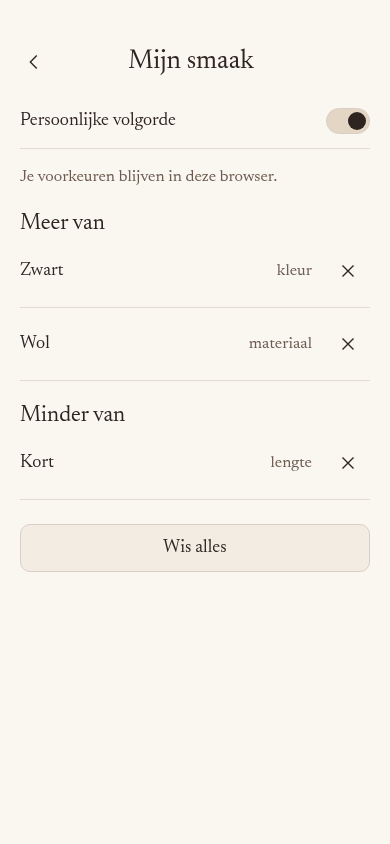 Mijn smaak
Persoonlijke volgorde
Je voorkeuren blijven in deze browser.
Meer van
Zwart kleur
Wol materiaal
Minder van
Kort lengte
Wis alles